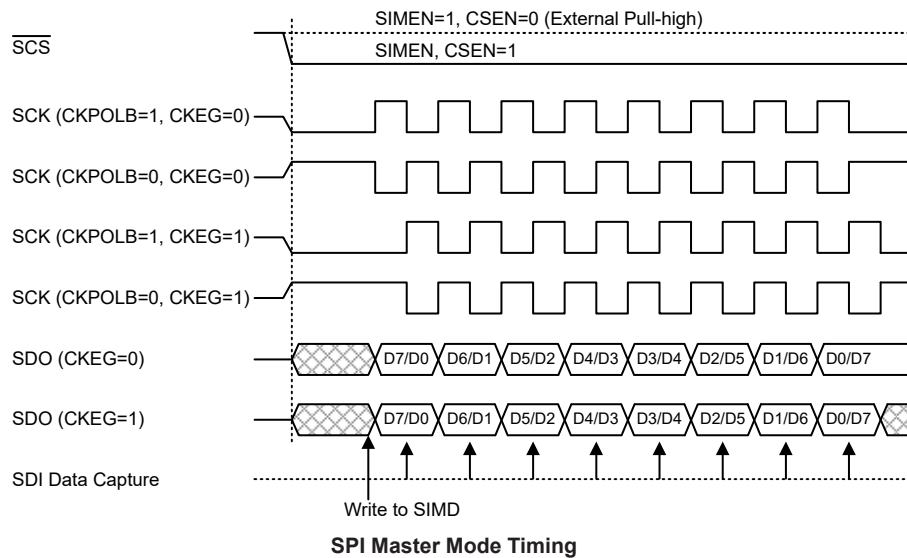 SIMEN=1, CSEN=0 (External Pull-high)
SCS
SIMEN, CSEN=1
SCK (CKPOLB=1, CKEG=0)
SCK (CKPOLB=0, CKEG=0)
SCK (CKPOLB=1, CKEG=1)
SCK (CKPOLB=0, CKEG=1)
SDO (CKEG=0) D7/D0 D6/D1 D5/D2 D4/D3 D3/D4 D2/D5 D1/D6 D0/D7
SDO (CKEG=1) D7/D0 D6/D1 D5/D2 D4/D3 D3/D4 D2/D5 D1/D6 D0/D7
SDI Data Capture
Write to SIMD
SPI Master Mode Timing